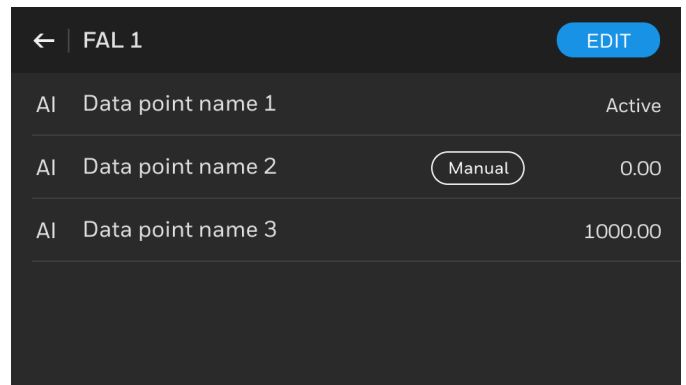 ← FAL 1 EDIT
AI Data point name 1 Active
AI Data point name 2 Manual 0.00
AI Data point name 3 1000.00